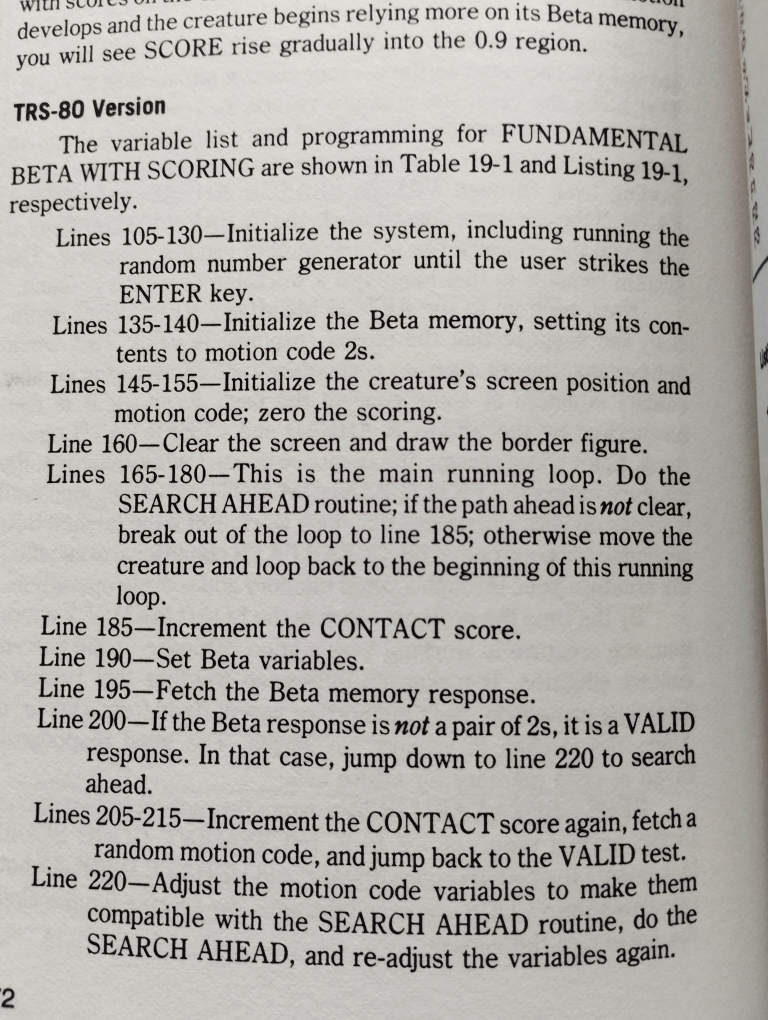 with scores on the
develops and the creature begins relying more on its Beta memory,
you will see SCORE rise gradually into the 0.9 region.
TRS-80 Version
The variable list and programming for FUNDAMENTAL
BETA WITH SCORING are shown in Table 19-1 and Listing 19-1,
respectively.
Lines 105-130—Initialize the system, including running the
random number generator until the user strikes the
ENTER key.
Lines 135-140—Initialize the Beta memory, setting its con-
tents to motion code 2s.
Lines 145-155—Initialize the creature's screen position and
motion code; zero the scoring.
Line 160—Clear the screen and draw the border figure.
Lines 165-180—This is the main running loop. Do the
SEARCH AHEAD routine; if the path ahead is not clear,
break out of the loop to line 185; otherwise move the
creature and loop back to the beginning of this running
loop.
Line 185—Increment the CONTACT score.
Line 190—Set Beta variables.
Line 195—Fetch the Beta memory response.
Line 200—If the Beta response is not a pair of 2s, it is a VALID
response. In that case, jump down to line 220 to search
ahead.
Lines 205-215—Increment the CONTACT score again, fetch a
random motion code, and jump back to the VALID test.
Line 220—Adjust the motion code variables to make them
compatible with the SEARCH AHEAD routine, do the
SEARCH AHEAD, and re-adjust the variables again.
2